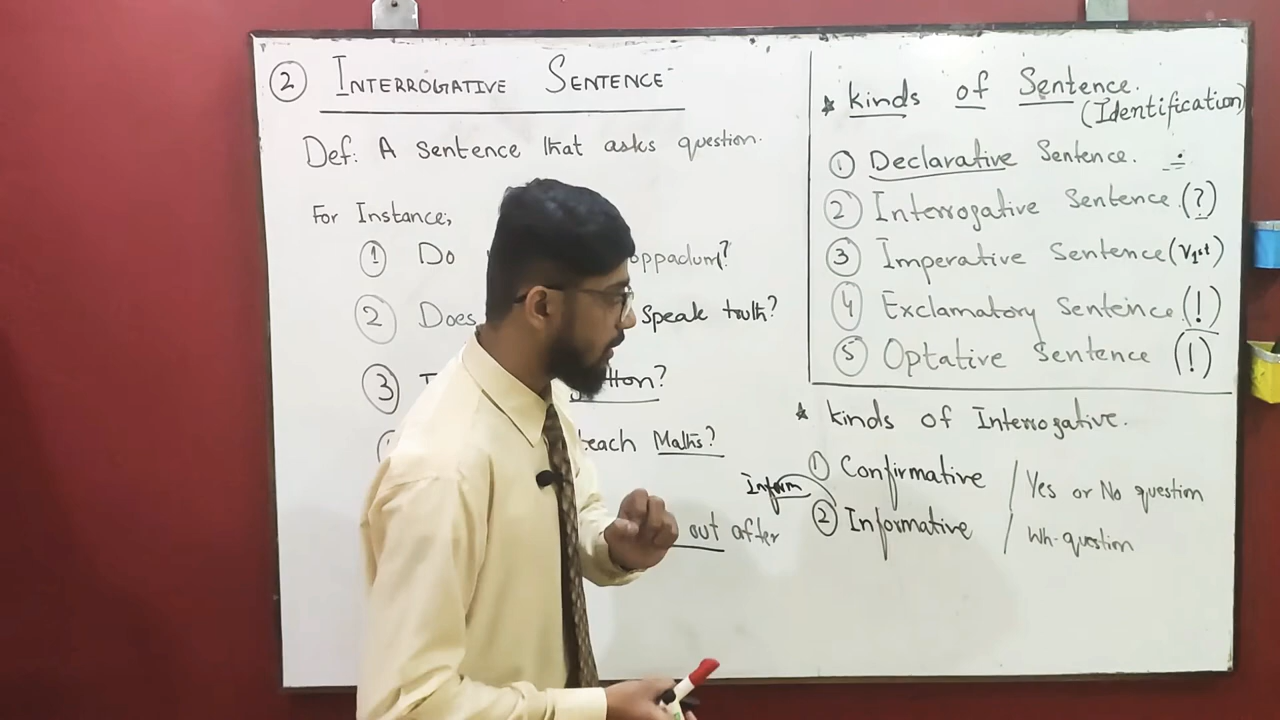 ② INTERROGATIVE SENTENCE
Def: A sentence that asks question.
For Instance,
① Do
② Does speak truth?
③
teach Maths?
out after
* kinds of Sentence.
(Identification)
① Declarative Sentence.
② Interrogative Sentence (?)
③ Imperative Sentence (V1st)
④ Exclamatory Sentence (!)
⑤ Optative Sentence (!)
* kinds of Interrogative.
① Confirmative / Yes or No question
Inform
② Informative / Wh-question